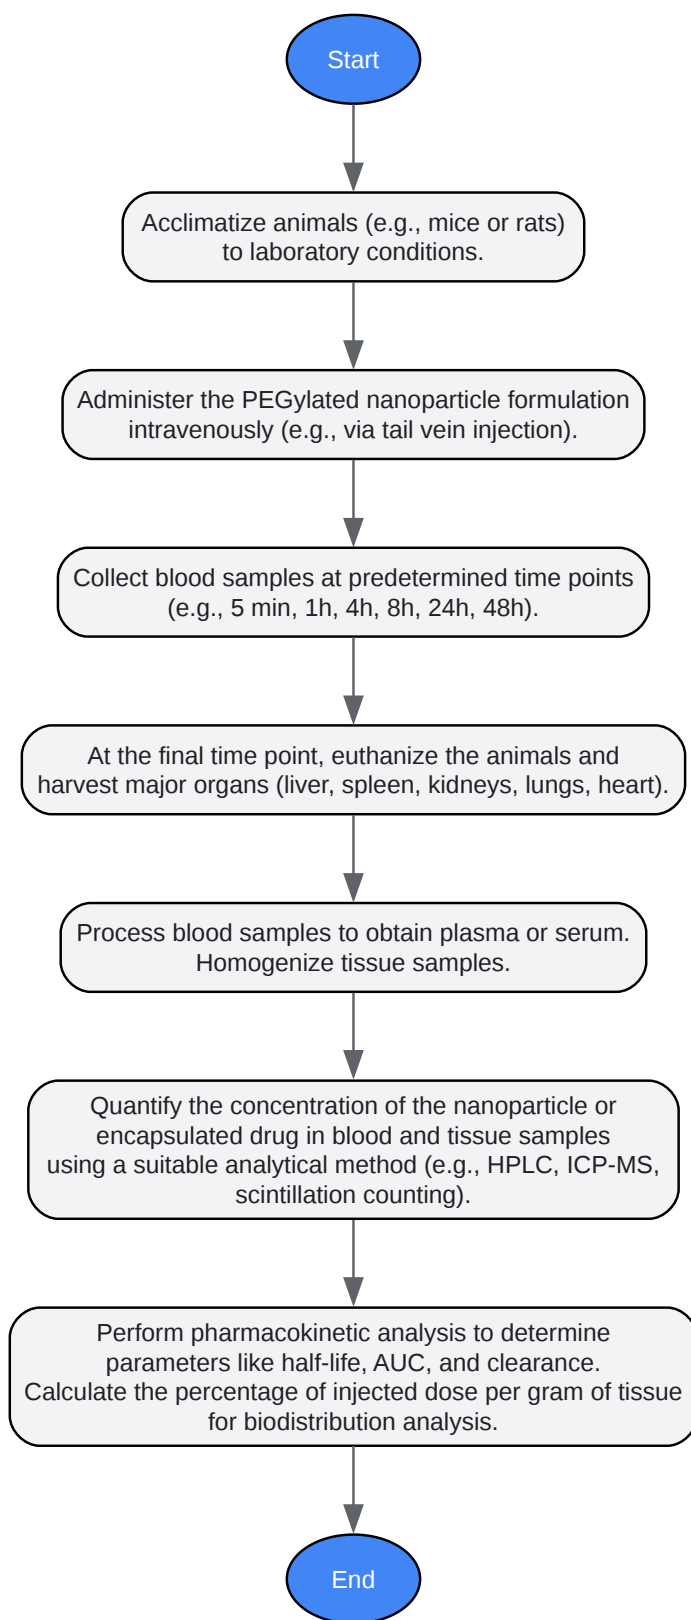 Start
Acclimatize animals (e.g., mice or rats)
to laboratory conditions.
Administer the PEGylated nanoparticle formulation
intravenously (e.g., via tail vein injection).
Collect blood samples at predetermined time points
(e.g., 5 min, 1h, 4h, 8h, 24h, 48h).
At the final time point, euthanize the animals and
harvest major organs (liver, spleen, kidneys, lungs, heart).
Process blood samples to obtain plasma or serum.
Homogenize tissue samples.
Quantify the concentration of the nanoparticle or
encapsulated drug in blood and tissue samples
using a suitable analytical method (e.g., HPLC, ICP-MS,
scintillation counting).
Perform pharmacokinetic analysis to determine
parameters like half-life, AUC, and clearance.
Calculate the percentage of injected dose per gram of tissue
for biodistribution analysis.
End